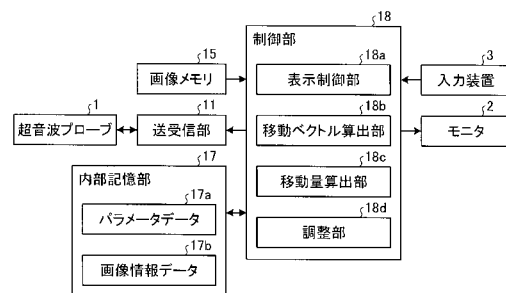 18
制御部
15
画像メモリ
18a
表示制御部
3
入力装置
1
超音波プローブ
11
送受信部
18b
移動ベクトル算出部
2
モニタ
17
内部記憶部
17a
パラメータデータ
17b
画像情報データ
18c
移動量算出部
18d
調整部